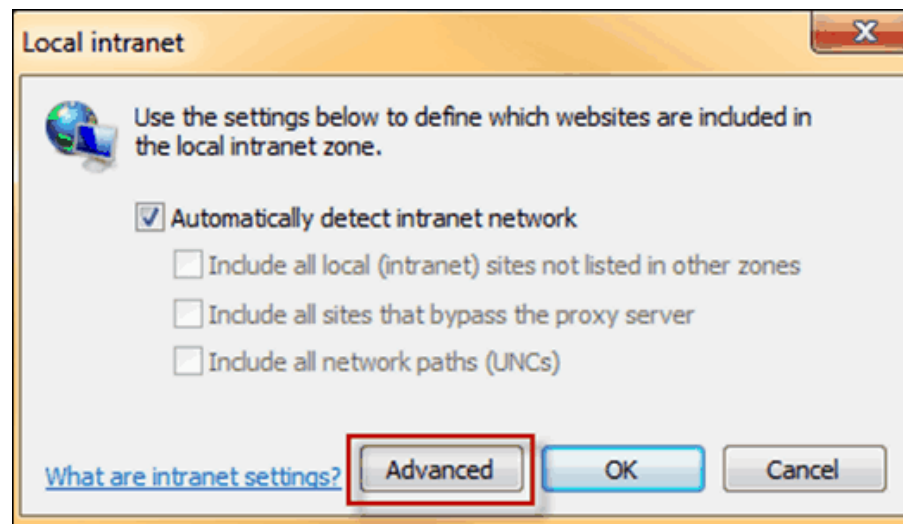 Local intranet
Use the settings below to define which websites are included in
the local intranet zone.
Automatically detect intranet network
Include all local (intranet) sites not listed in other zones
Include all sites that bypass the proxy server
Include all network paths (UNCs)
What are intranet settings?
Advanced
OK
Cancel